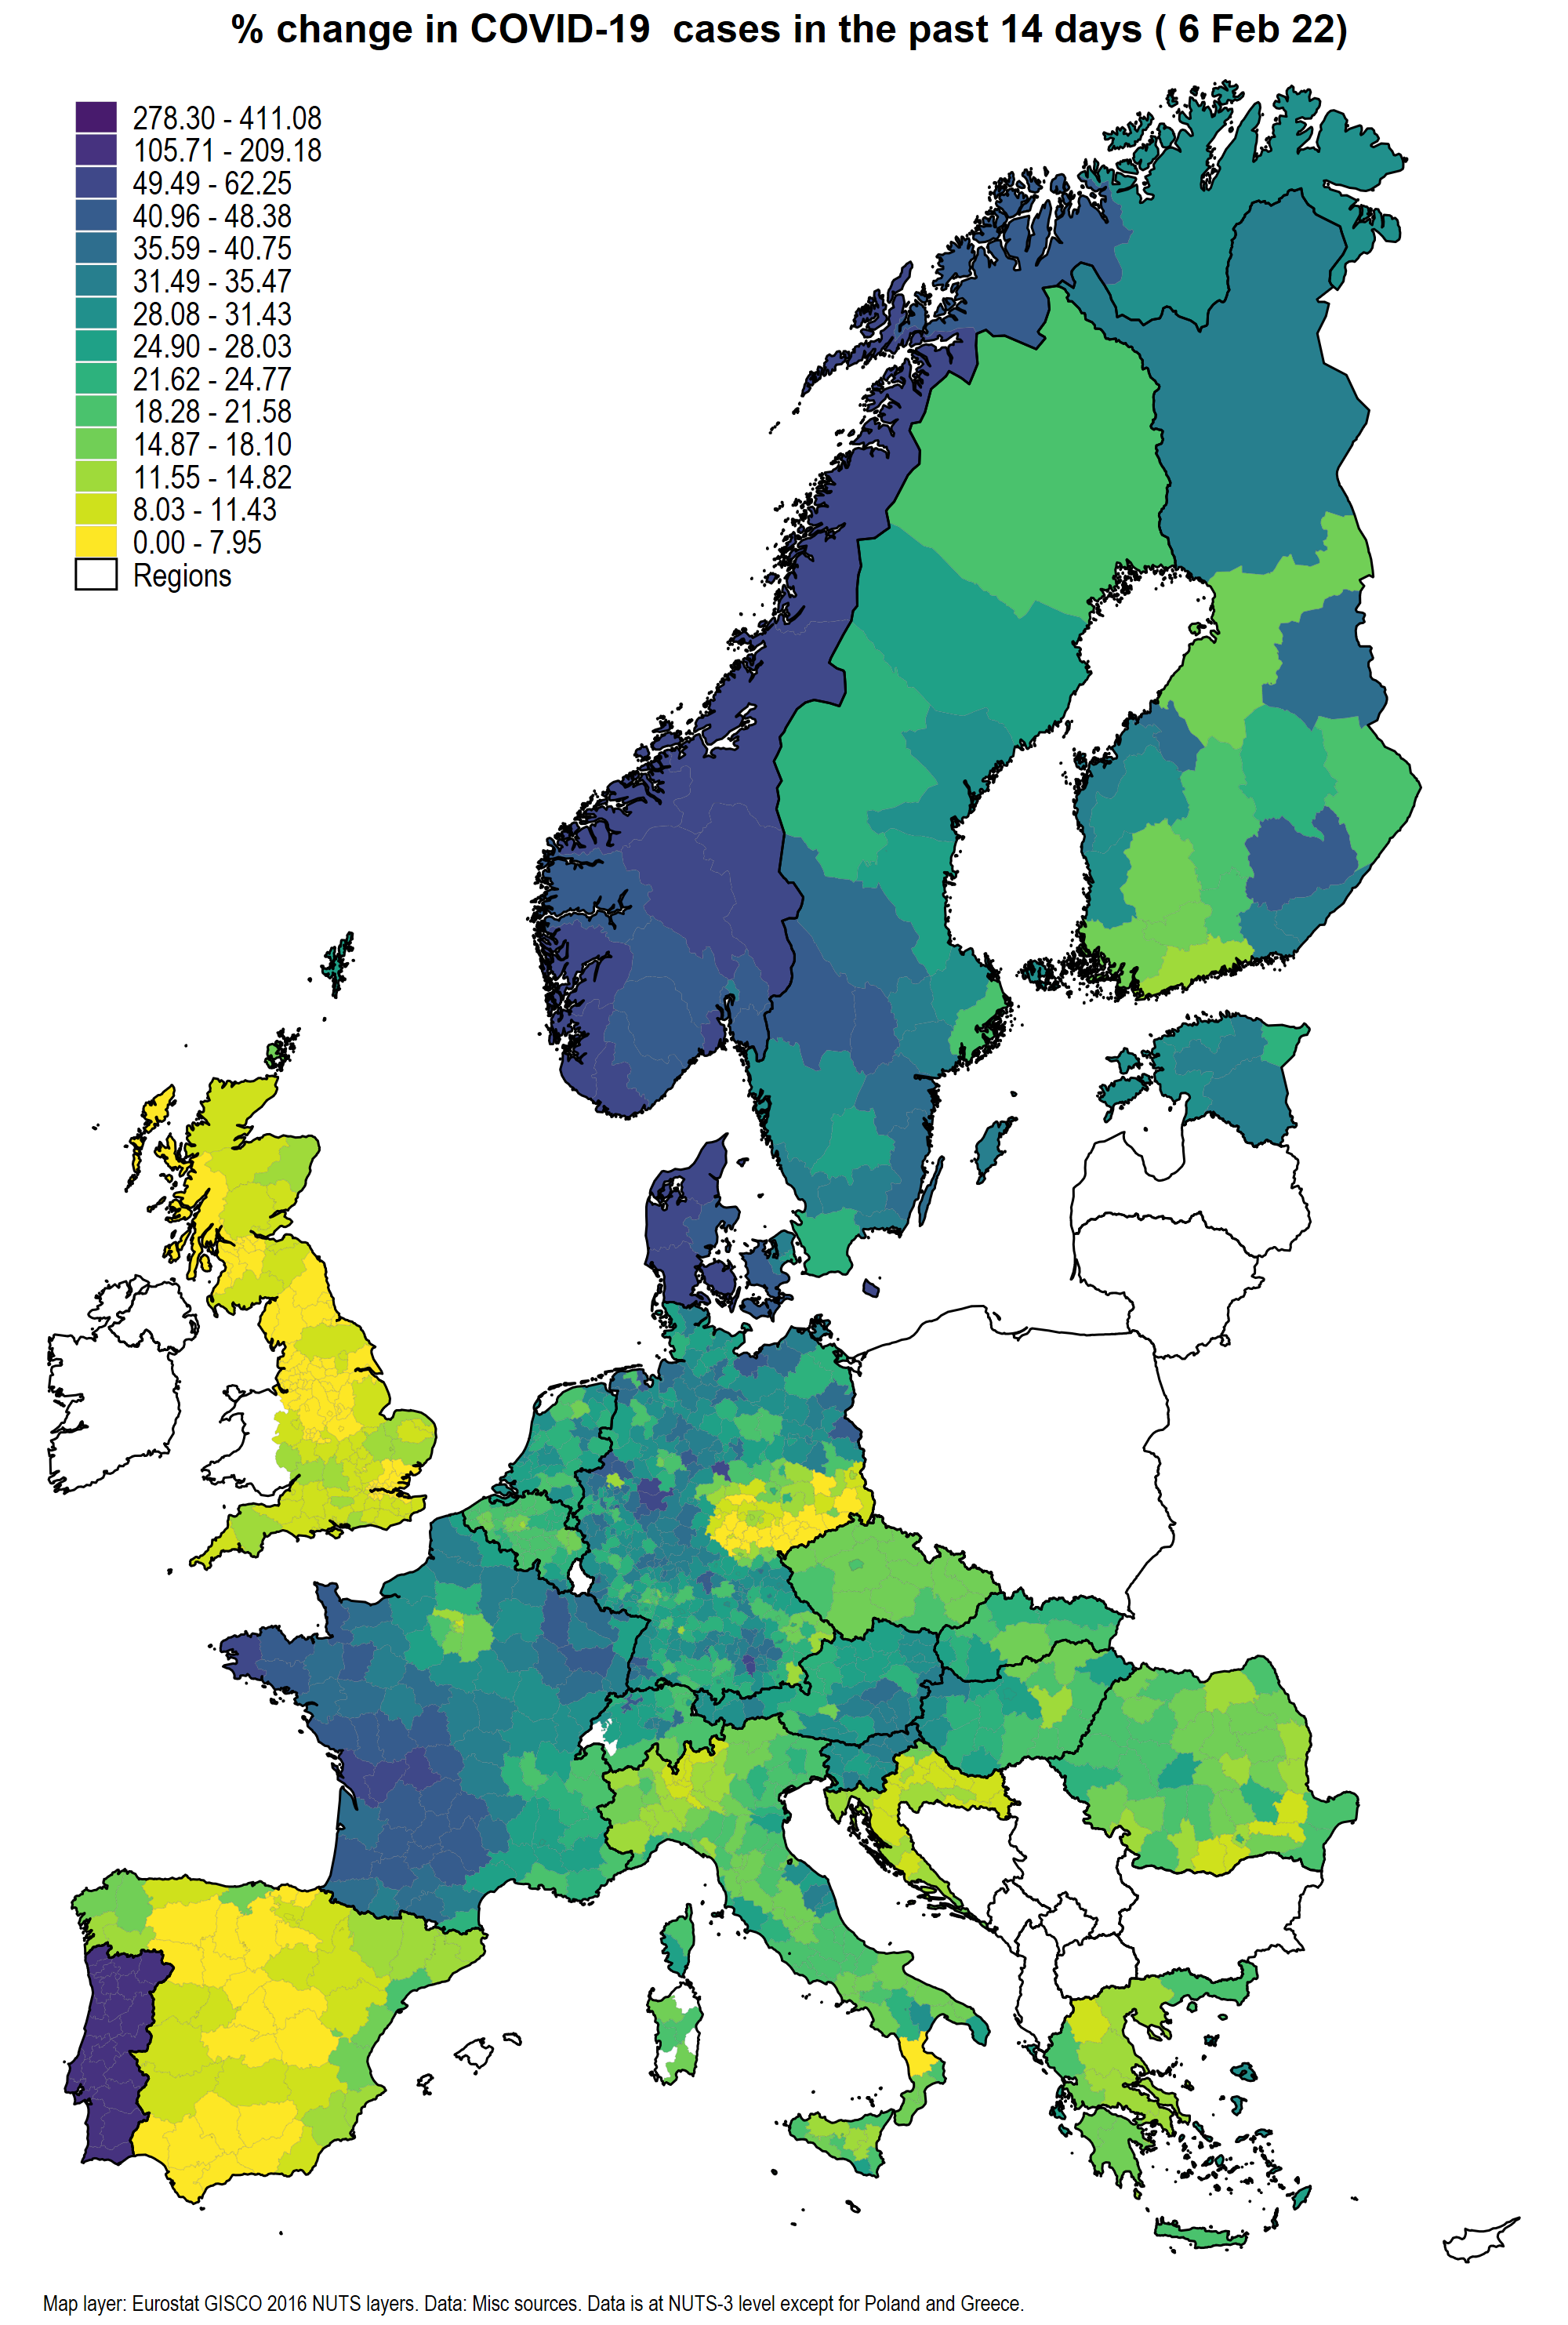 % change in COVID-19  cases in the past 14 days ( 6 Feb 22)
278.30 - 411.08
105.71 - 209.18
49.49 - 62.25
40.96 - 48.38
35.59 - 40.75
31.49 - 35.47
28.08 - 31.43
24.90 - 28.03
21.62 - 24.77
18.28 - 21.58
14.87 - 18.10
11.55 - 14.82
8.03 - 11.43
0.00 - 7.95
Regions
Map layer: Eurostat GISCO 2016 NUTS layers. Data: Misc sources. Data is at NUTS-3 level except for Poland and Greece.